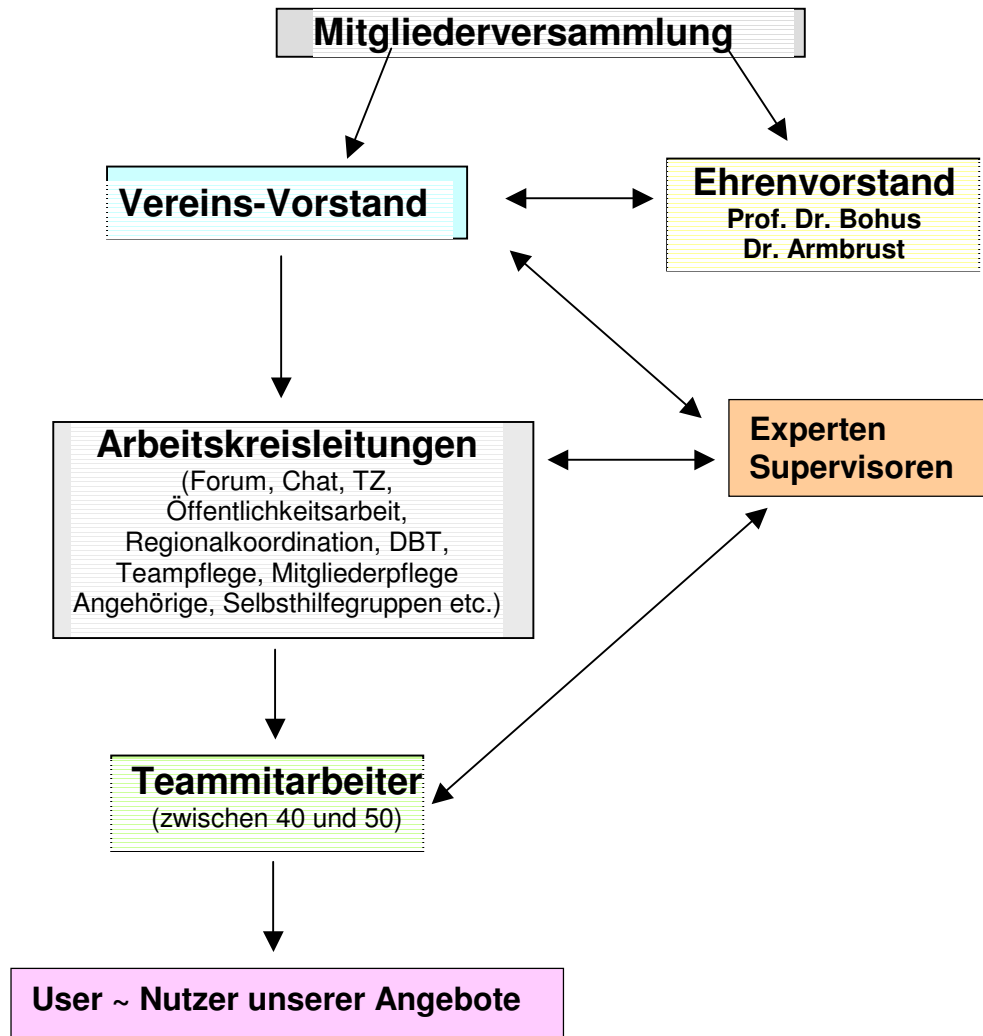 Mitgliederversammlung
Vereins-Vorstand
Ehrenvorstand
Prof. Dr. Bohus
Dr. Armbrust
Arbeitskreisleitungen
(Forum, Chat, TZ,
Öffentlichkeitsarbeit,
Regionalkoordination, DBT,
Teampflege, Mitgliederpflege
Angehörige, Selbsthilfegruppen etc.)
Experten
Supervisoren
Teammitarbeiter
(zwischen 40 und 50)
User ~ Nutzer unserer Angebote